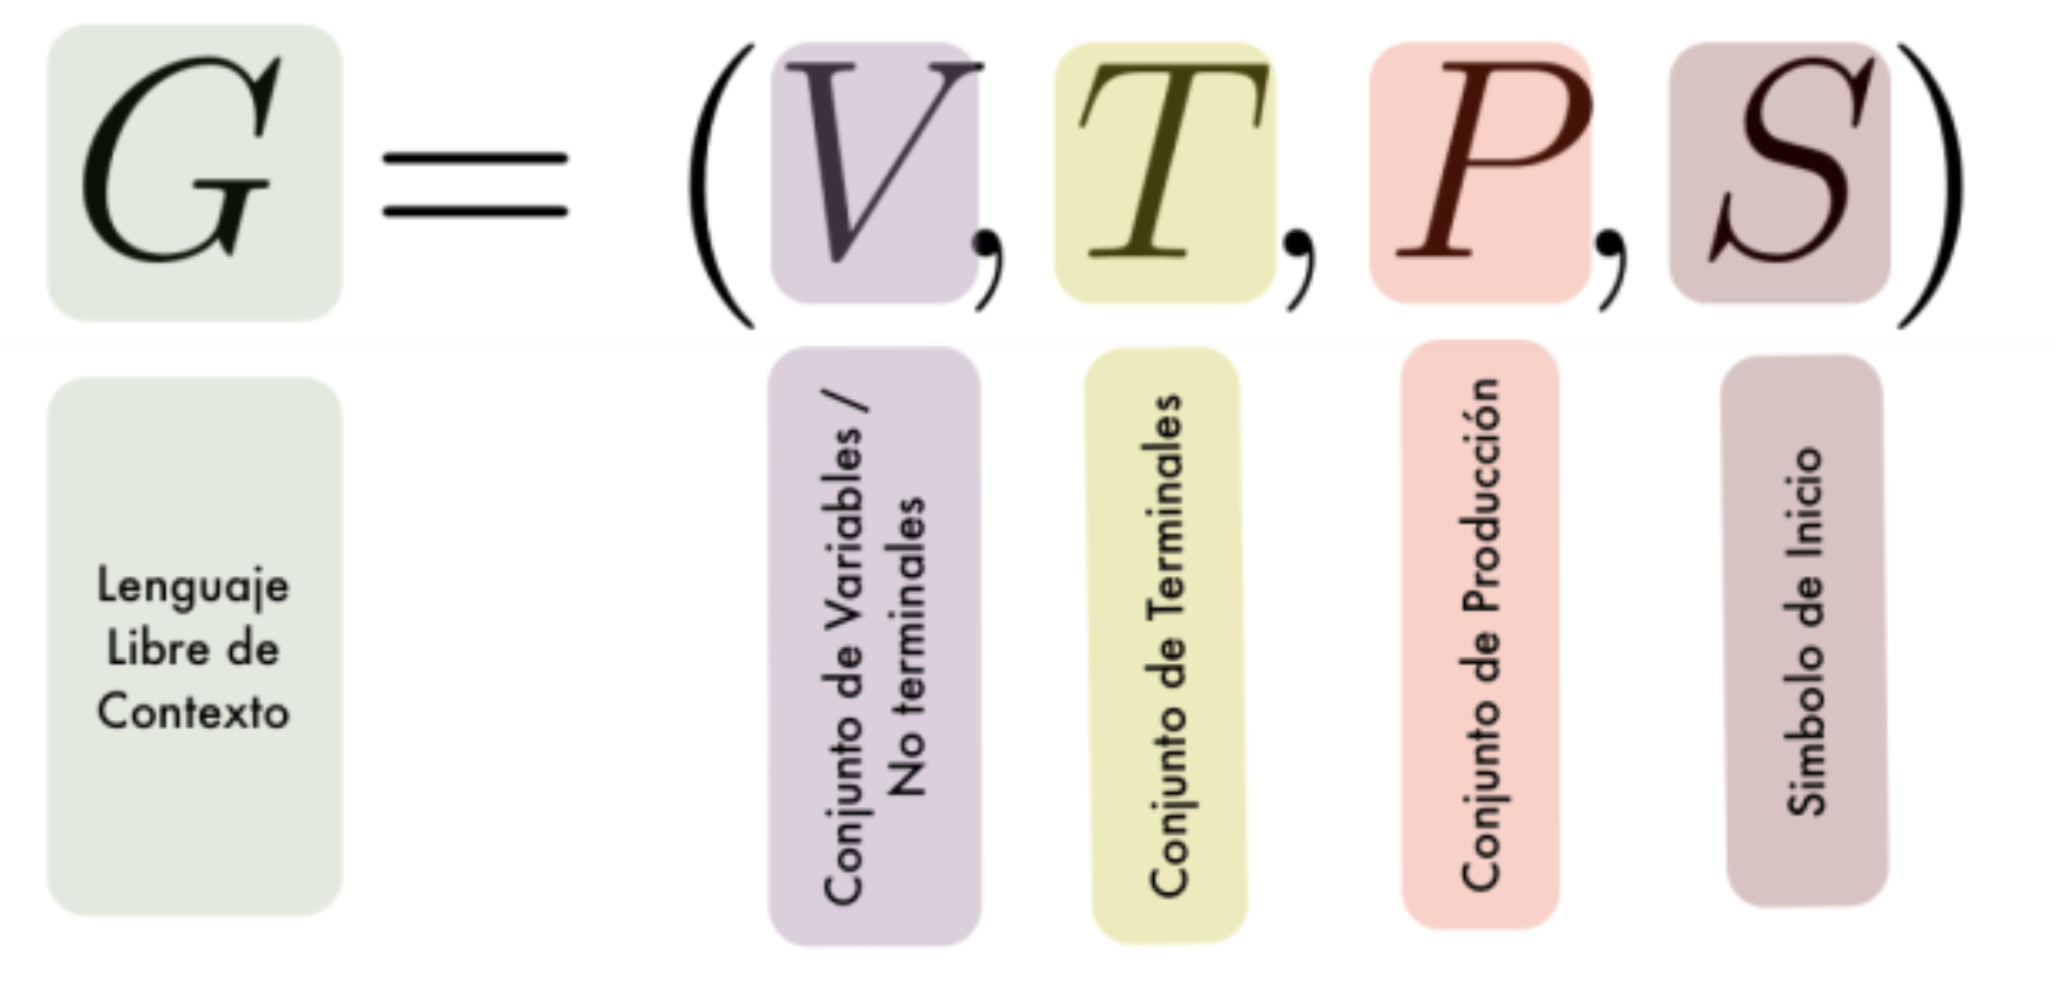 G = (V, T, P, S)
Lenguaje
Libre de
Contexto
Conjunto de Variables /
No terminales
Conjunto de Terminales
Conjunto de Producción
Simbolo de Inicio